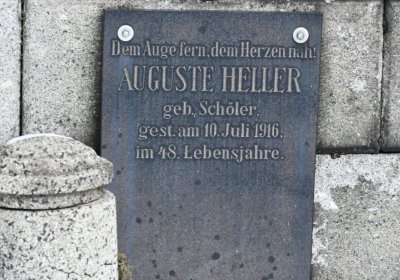 Dem Auge fern, dem Herzen nah!
AUGUSTE HELLER
geb. Schöler,
gest. am 10. Juli 1916,
im 48. Lebensjahre.